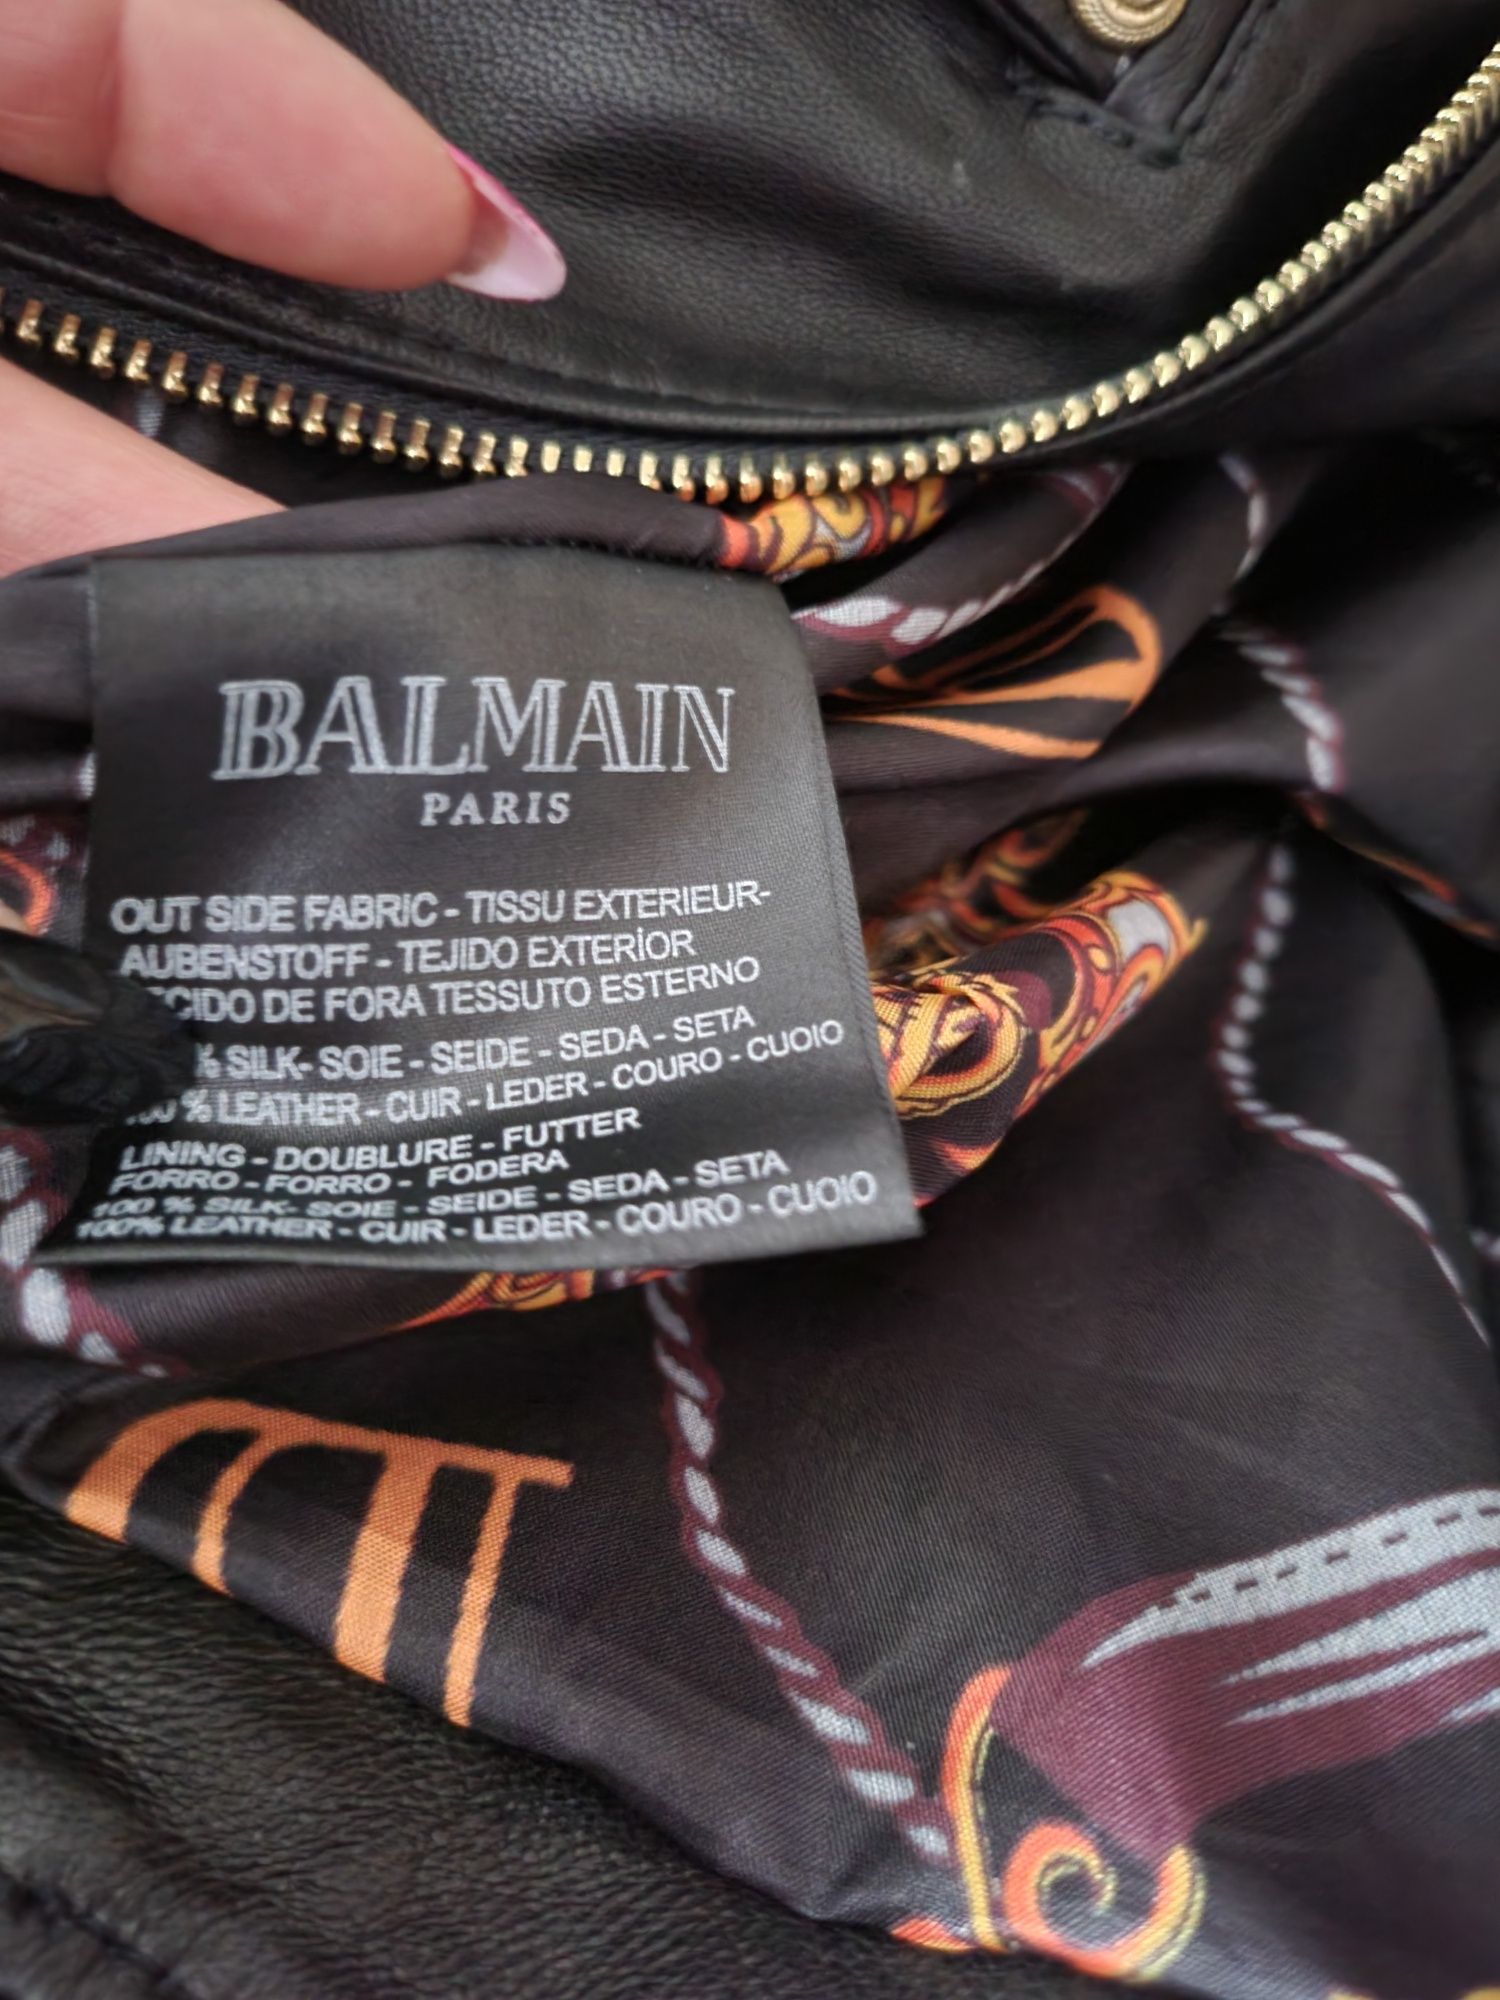 BALMAIN
PARIS
OUT SIDE FABRIC - TISSU EXTERIEUR-
AUBENSTOFF - TEJIDO EXTERİOR
DE FORA TESSUTO ESTERNO
% SILK- SOIE - SEIDE - SEDA - SETA
% LEATHER - CUIR - LEDER - COURO - CUOIO
LINING - DOUBLURE - FUTTER
FORRO - FORRO - FODERA
100 % SILK- SOIE - SEIDE - SEDA - SETA
100% LEATHER - CUIR - LEDER - COURO - CUOIO